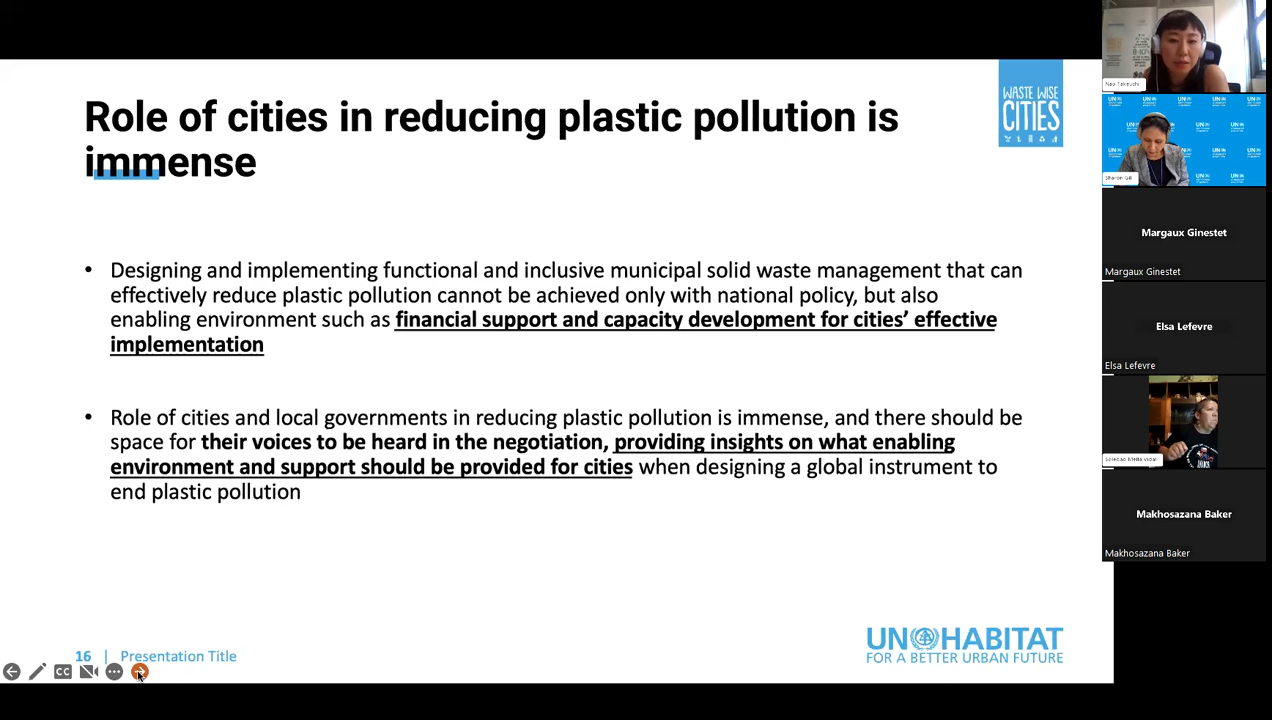 Role of cities in reducing plastic pollution is
immense
WASTE WISE
CITIES
• Designing and implementing functional and inclusive municipal solid waste management that can
effectively reduce plastic pollution cannot be achieved only with national policy, but also
enabling environment such as financial support and capacity development for cities’ effective
implementation
• Role of cities and local governments in reducing plastic pollution is immense, and there should be
space for their voices to be heard in the negotiation, providing insights on what enabling
environment and support should be provided for cities when designing a global instrument to
end plastic pollution
16 | Presentation Title
CC
UN HABITAT
FOR A BETTER URBAN FUTURE
Nao Takeuchi
Sharon Gill
Margaux Ginestet
Margaux Ginestet
Elsa Lefevre
Elsa Lefevre
Soledad Mella Vidal
Makhosazana Baker
Makhosazana Baker